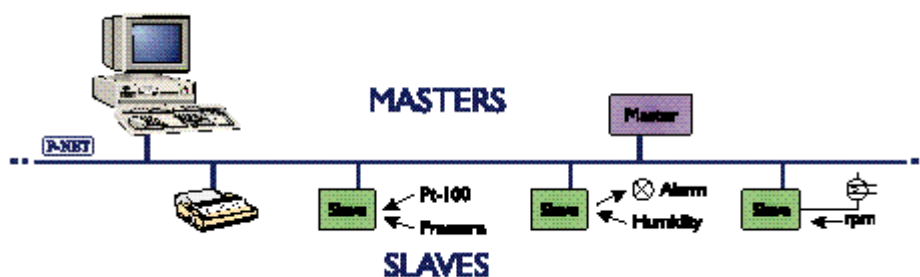 MASTERS
Master
P-NET
Slave
Pt-100
Pressure
Slave
Alarm
Humidity
Slave
rpm
SLAVES